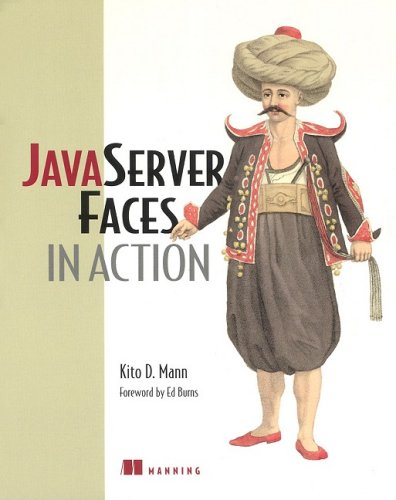 JAVASERVER
FACES
IN ACTION
Kito D. Mann
Foreword by Ed Burns
MANNING